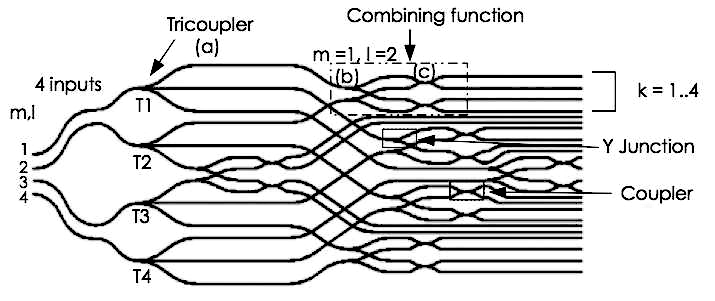 Combining function
Tricoupler
(a)
m =1, l =2
(b)
(c)
4 inputs
m,l
T1
k = 1..4
1
2
3
4
T2
Y Junction
Coupler
T3
T4